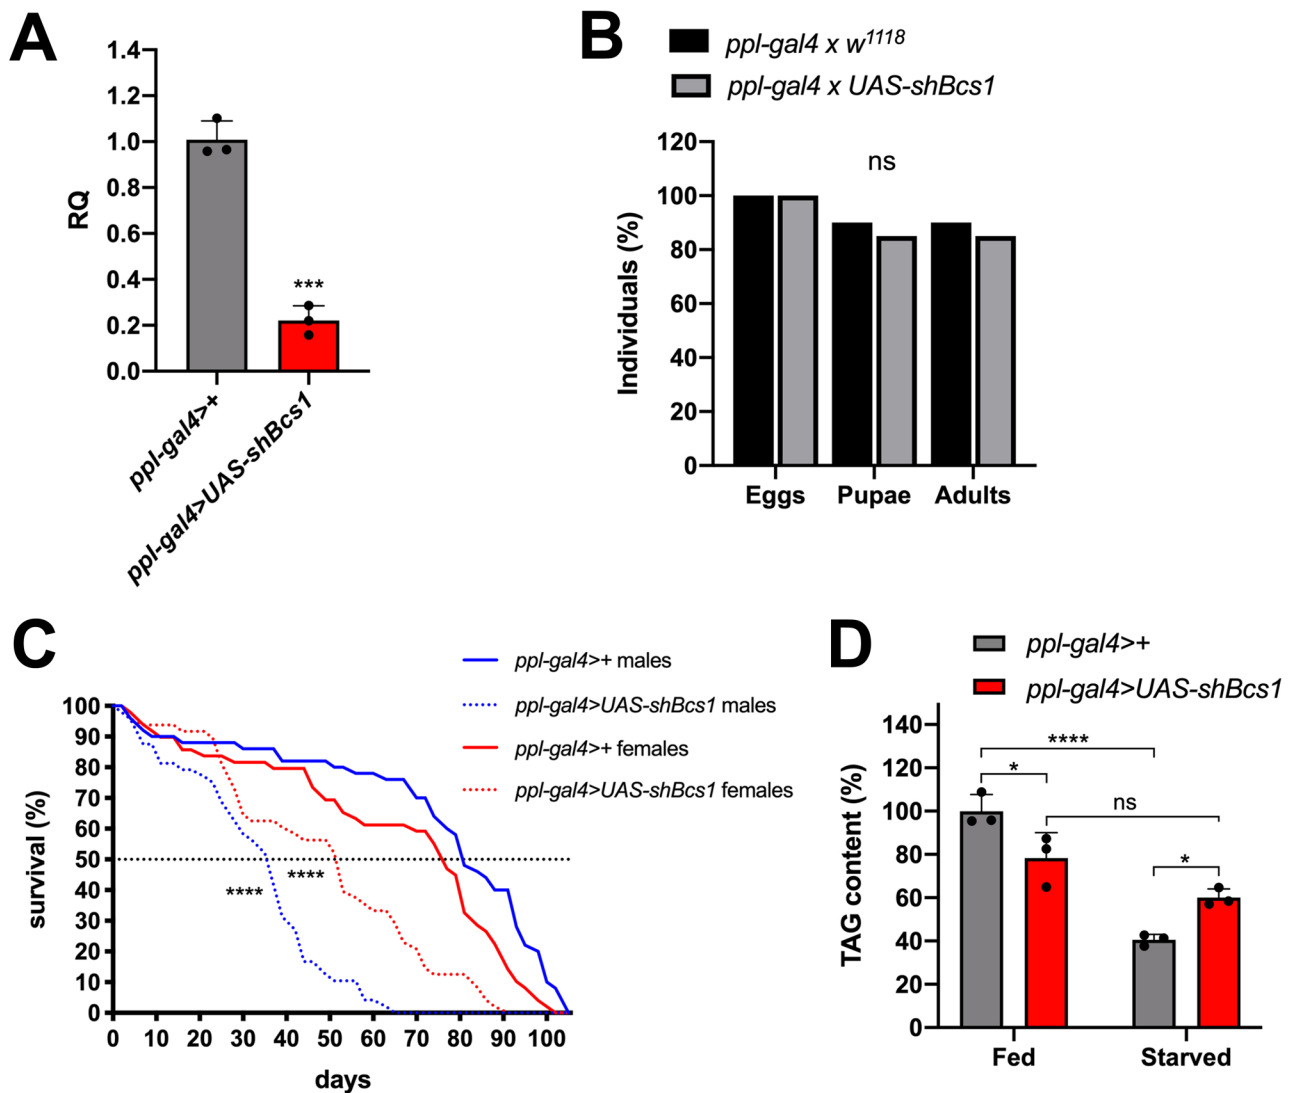 A
1.4
1.2
1.0
0.8
0.6
0.4
0.2
0.0
RQ
***
ppl-gal4>+
ppl-gal4>UAS-shBcs1
B
ppl-gal4 x w1118
ppl-gal4 x UAS-shBcs1
120
100
80
60
40
20
0
Individuals (%)
ns
Eggs Pupae Adults
C
ppl-gal4>+ males
ppl-gal4>UAS-shBcs1 males
ppl-gal4>+ females
ppl-gal4>UAS-shBcs1 females
100
90
80
70
60
50
40
30
20
10
0
survival (%)
****
****
0 10 20 30 40 50 60 70 80 90 100
days
D
ppl-gal4>+
ppl-gal4>UAS-shBcs1
140
120
100
80
60
40
20
0
TAG content (%)
****
*
ns
*
Fed Starved